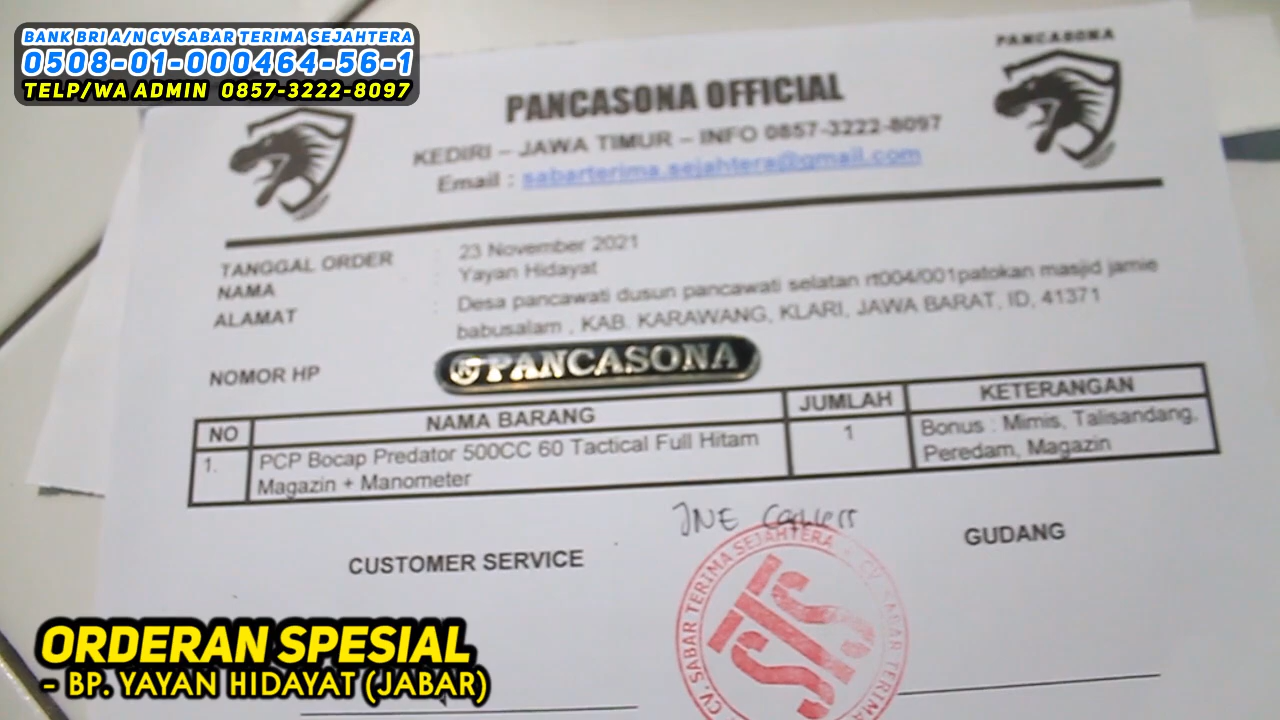 BANK BRI A/N CV SABAR TERIMA SEJAHTERA
0508-01-000464-56-1
TELP/WA ADMIN 0857-3222-8097
PANCASONA
PANCASONA OFFICIAL
KEDIRI – JAWA TIMUR – INFO 0857-3222-8097
Email : sabarterima.sejahtera@gmail.com
TANGGAL ORDER : 23 November 2021
NAMA : Yayan Hidayat
ALAMAT : Desa pancawati dusun pancawati selatan rt004/001patokan masjid jamie
babusalam , KAB. KARAWANG, KLARI, JAWA BARAT, ID, 41371
NOMOR HP
PANCASONA
NO NAMA BARANG JUMLAH KETERANGAN
1. PCP Bocap Predator 500CC 60 Tactical Full Hitam 1 Bonus : Mimis, Talisandang,
Magazin + Manometer Peredam, Magazin
JNE
CUSTOMER SERVICE GUDANG
CV. SABAR TERIMA SEJAHTERA
STS
ORDERAN SPESIAL
- BP. YAYAN HIDAYAT (JABAR)